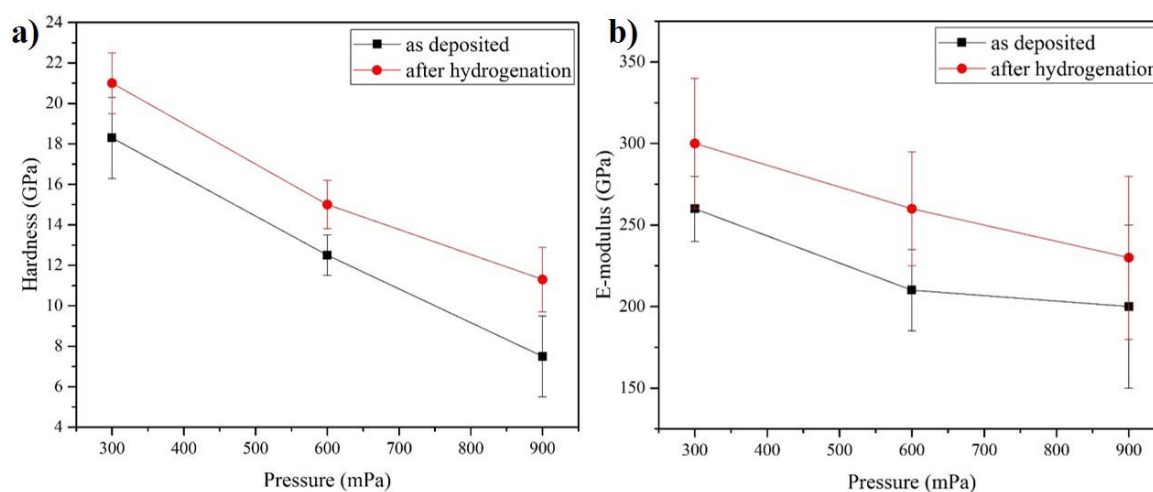 a)
as deposited
after hydrogenation
24
22
20
18
16
14
12
10
8
6
4
Hardness (GPa)
300 400 500 600 700 800 900
Pressure (mPa)
b)
as deposited
after hydrogenation
350
300
250
200
150
E-modulus (GPa)
300 400 500 600 700 800 900
Pressure (mPa)